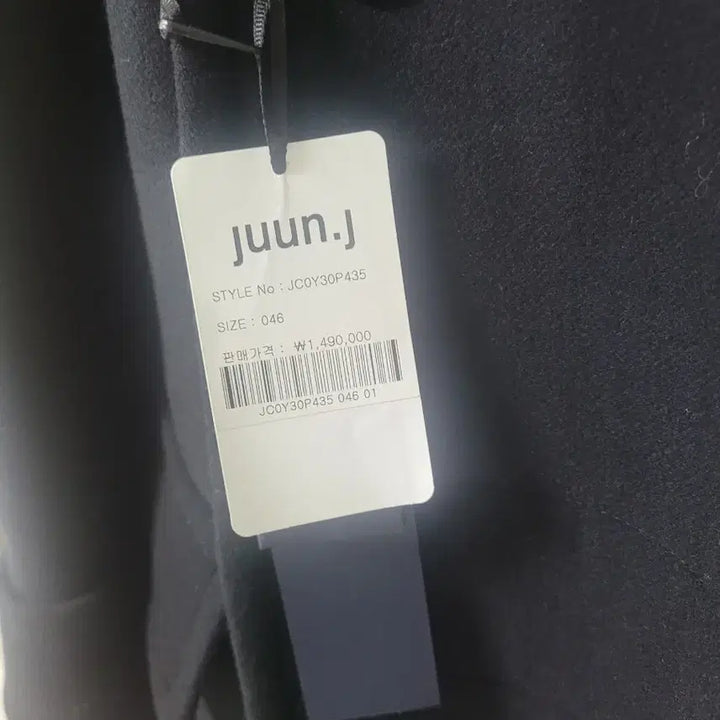 juun.j
STYLE No : JC0Y30P435
SIZE : 046
판매가격 : ₩1,490,000
JC0Y30P435 046 01